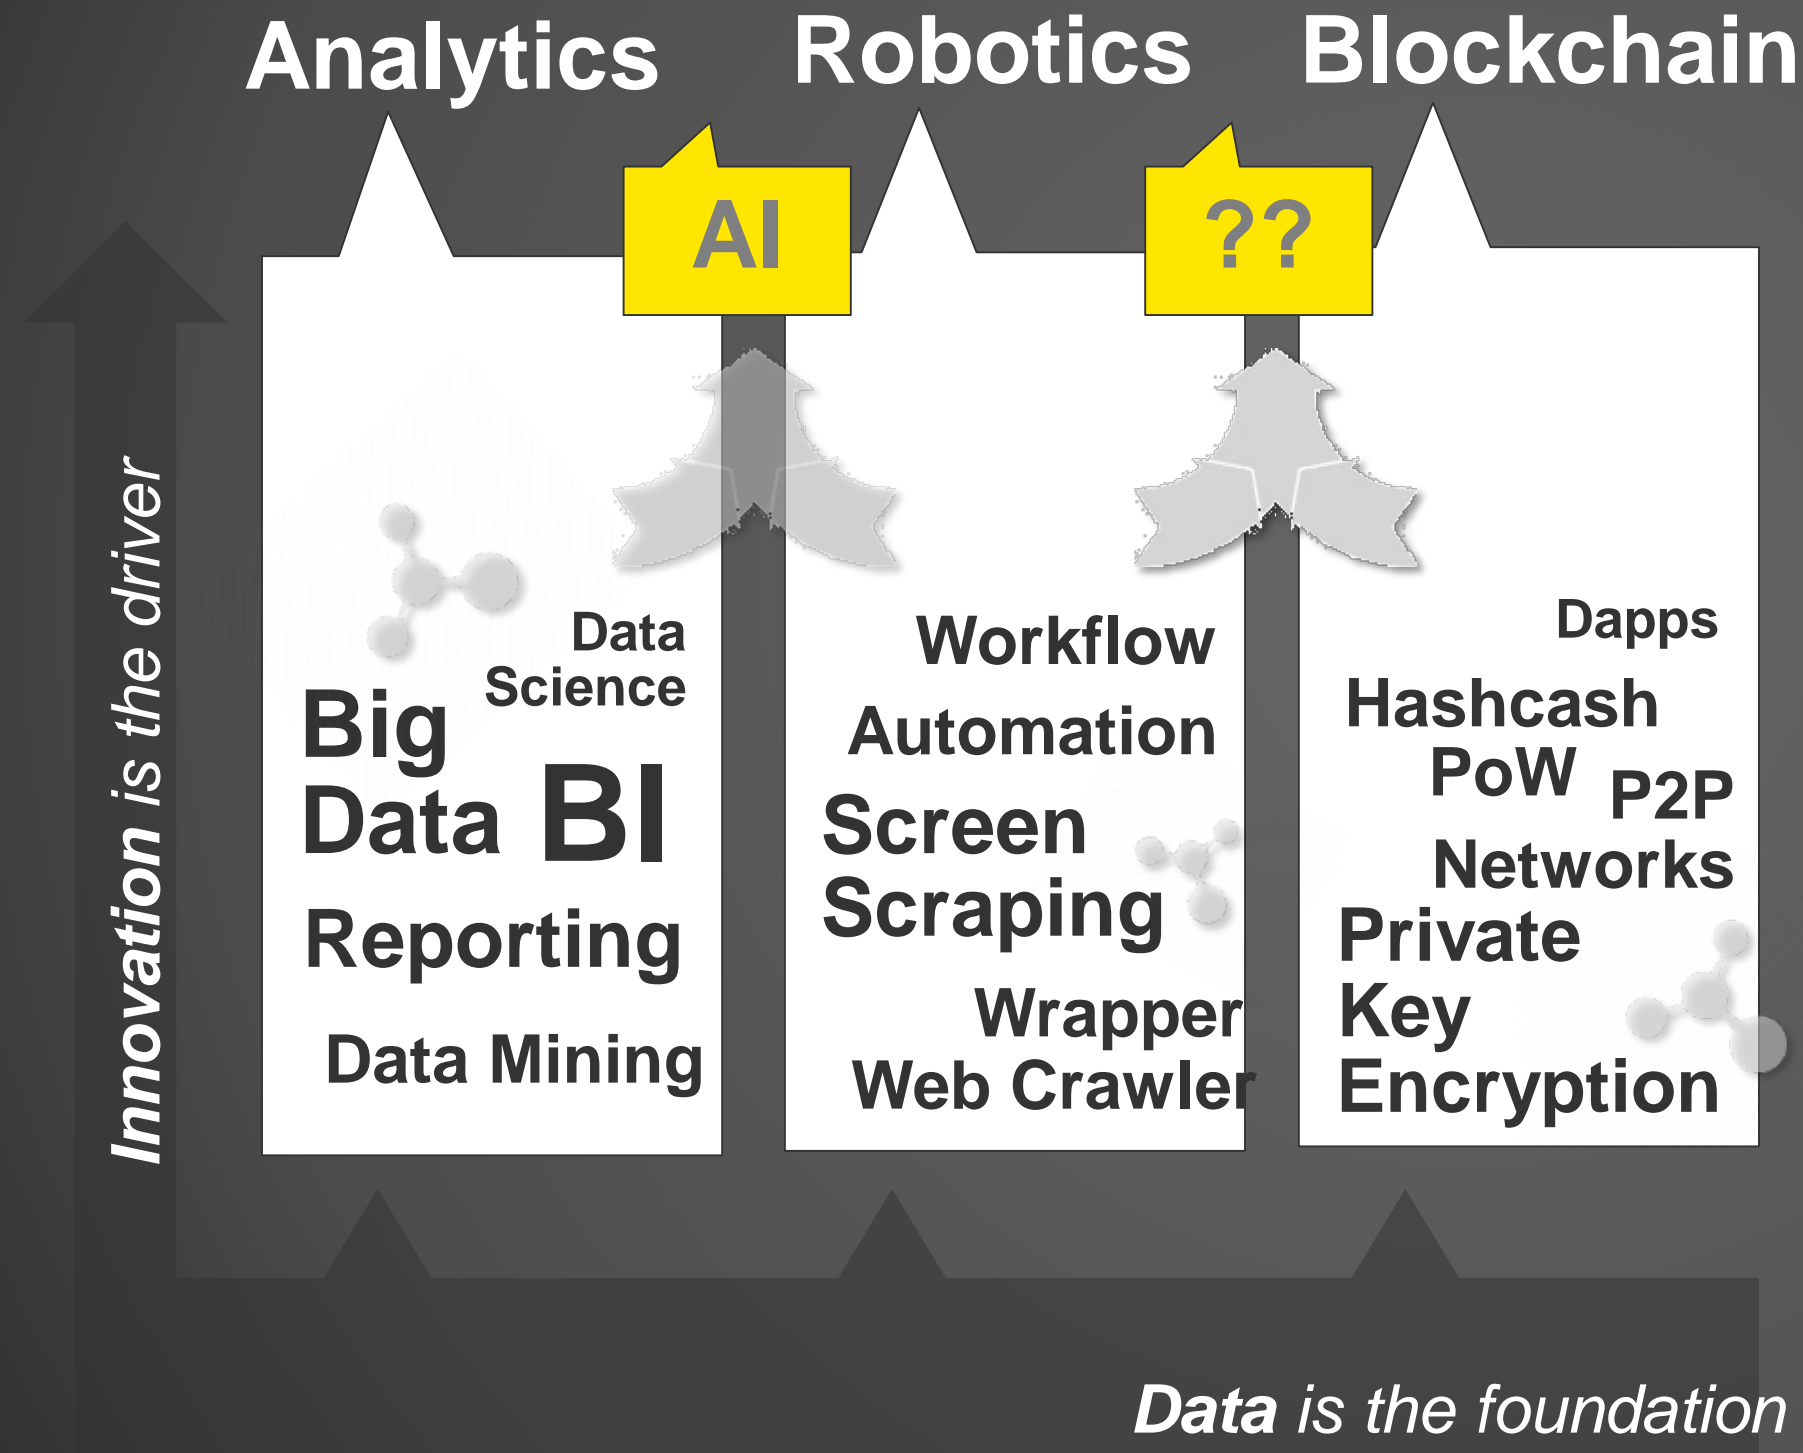 Analytics
Robotics
Blockchain
AI
??
Innovation is the driver
Data
Science
Big
Data BI
Reporting
Data Mining
Workflow
Automation
Screen
Scraping
Wrapper
Web Crawler
Dapps
Hashcash
PoW
P2P
Networks
Private
Key
Encryption
Data is the foundation